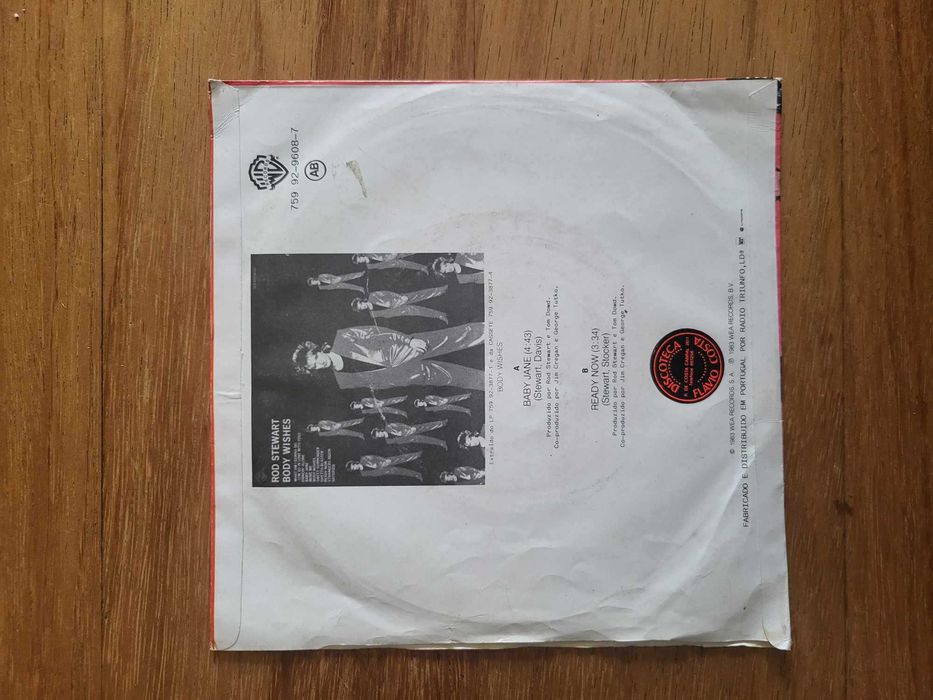 759 92-9608-7
AB
ROD STEWART
BODY WISHES
Extraído do LP 759 92-3877-1 e da CASSETE 759 92-3877-4
BODY WISHES
A
BABY JANE (4:43)
(Stewart, Davis)
Produzido por Rod Stewart e Tom Dowd.
Co-produzido por Jim Cregan e George Tutko.
B
READY NOW (3:34)
(Stewart, Stocker)
Produzido por Rod Stewart e Tom Dowd.
Co-produzido por Jim Cregan e George Tutko.
DISCOTECA
FLAVIO COSTA
© 1983 WEA RECORDS, S.A. ℗ 1983 WEA RECORDS, B.V.
FABRICADO E DISTRIBUIDO EM PORTUGAL POR RADIO TRIUNFO, LDª